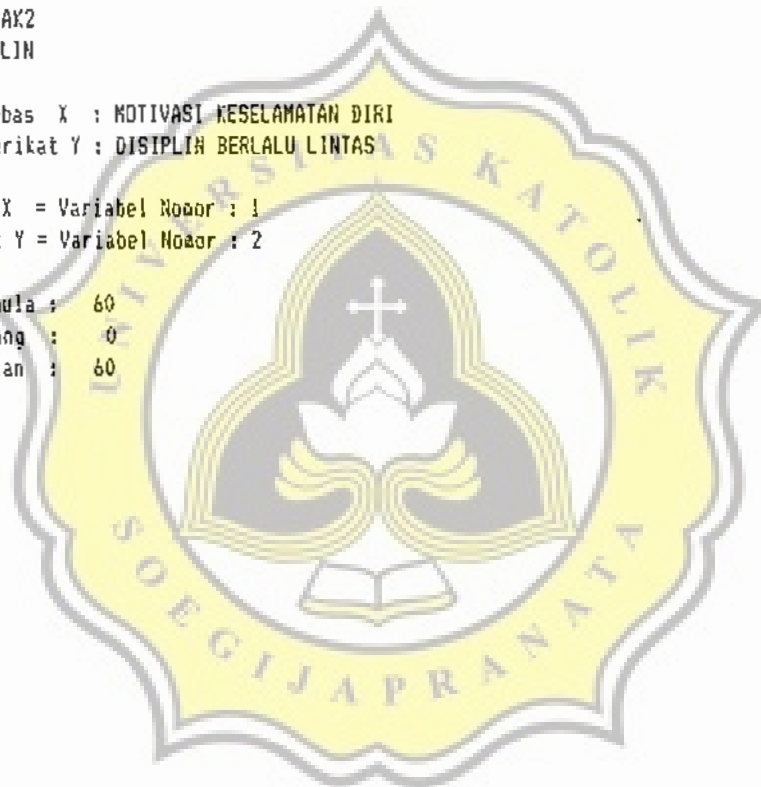 AK2
LIN
bas X : MOTIVASI KESELAMATAN DIRI
rikat Y : DISIPLIN BERLALU LINTAS
X = Variabel Nomor : 1
Y = Variabel Nomor : 2
ula : 60
ng : 0
an : 60
UNIVERSITAS KATOLIK
SOEGIJAPRANATA